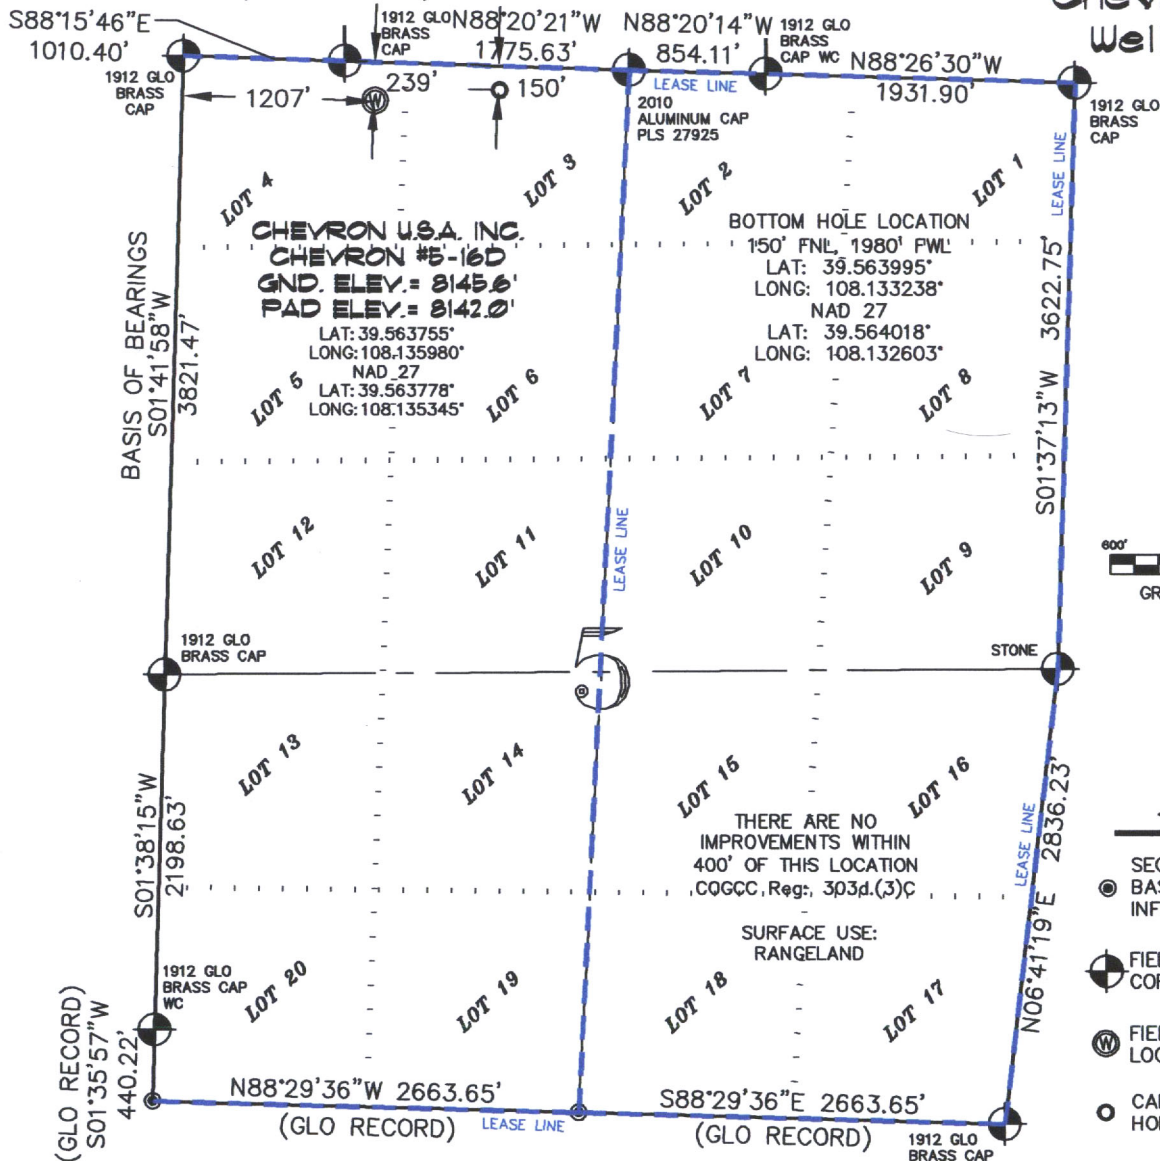 S88°15'46"E
1010.40'
1912 GLO
BRASS
CAP
N88°20'21"W
1775.63'
N88°20'14"W
854.11'
1912 GLO
BRASS
CAP WC
N88°26'30"W
1931.90'
1912 GLO
BRASS
CAP
1207'
239'
150'
LEASE LINE
2010
ALUMINUM CAP
PLS 27925
1912 GLO
BRASS
CAP
LOT 4
LOT 3
LOT 2
LOT 1
LEASE LINE
CHEVRON U.S.A. INC.
CHEVRON #5-16D
GND. ELEV.= 8145.6'
PAD ELEV.= 8142.0'
LAT: 39.563755°
LONG: 108.135980°
NAD 27
LAT: 39.563778°
LONG: 108.135345°
BOTTOM HOLE LOCATION
150' FNL, 1980' FWL
LAT: 39.563995°
LONG: 108.133238°
NAD 27
LAT: 39.564018°
LONG: 108.132603°
BASIS OF BEARINGS
S01°41'58"W
3821.47'
S01°37'13"W 3622.75'
LOT 5
LOT 6
LOT 7
LOT 8
LOT 12
LOT 11
LOT 10
LOT 9
LEASE LINE
600'
1912 GLO
BRASS CAP
5
STONE
LOT 13
LOT 14
LOT 15
LOT 16
S01°38'15"W
2198.63'
THERE ARE NO
IMPROVEMENTS WITHIN
400' OF THIS LOCATION
COGCC Reg. 303d.(3)C
SURFACE USE:
RANGELAND
LEASE LINE
N06°41'19"E 2836.23'
1912 GLO
BRASS CAP
WC
LOT 20
LOT 19
LOT 18
LOT 17
(GLO RECORD)
S01°35'57"W
440.22'
N88°29'36"W 2663.65'
(GLO RECORD)
LEASE LINE
S88°29'36"E 2663.65'
(GLO RECORD)
1912 GLO
BRASS CAP
W